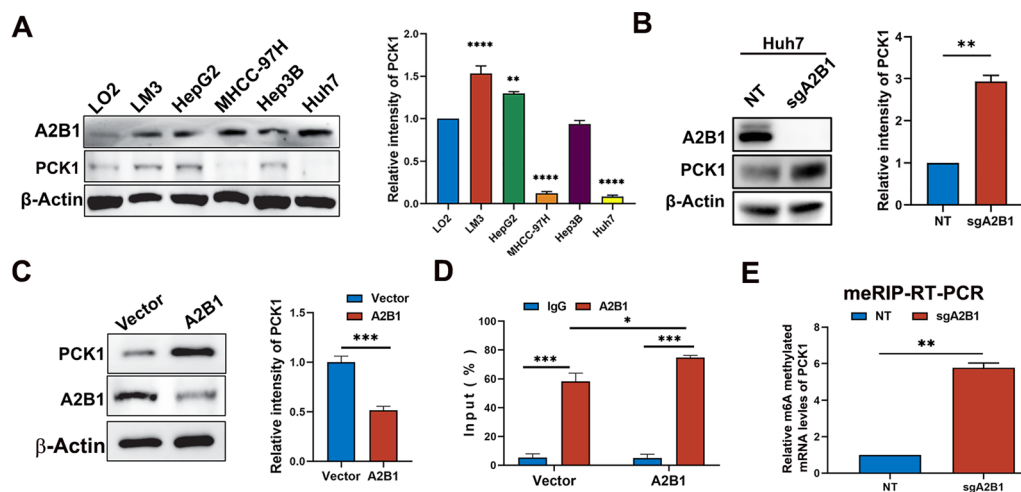 A
LO2
LM3
HepG2
MHCC-97H
Hep3B
Huh7
A2B1
PCK1
β-Actin
Relative intensity of PCK1
2.0
1.5
1.0
0.5
0.0
****
**
****
****
LO2
LM3
HepG2
MHCC-97H
Hep3B
Huh7
B
Huh7
NT
sgA2B1
A2B1
PCK1
β-Actin
Relative intensity of PCK1
4
3
2
1
0
**
NT
sgA2B1
C
Vector
A2B1
PCK1
A2B1
β-Actin
Vector
A2B1
Relative intensity of PCK1
1.5
1.0
0.5
0.0
***
Vector
A2B1
D
IgG
A2B1
Input ( % )
100
80
60
40
20
0
***
*
***
Vector
A2B1
E
meRIP-RT-PCR
NT
sgA2B1
Relative m6A methylated
mRNA levels of PCK1
8
6
4
2
0
**
NT
sgA2B1